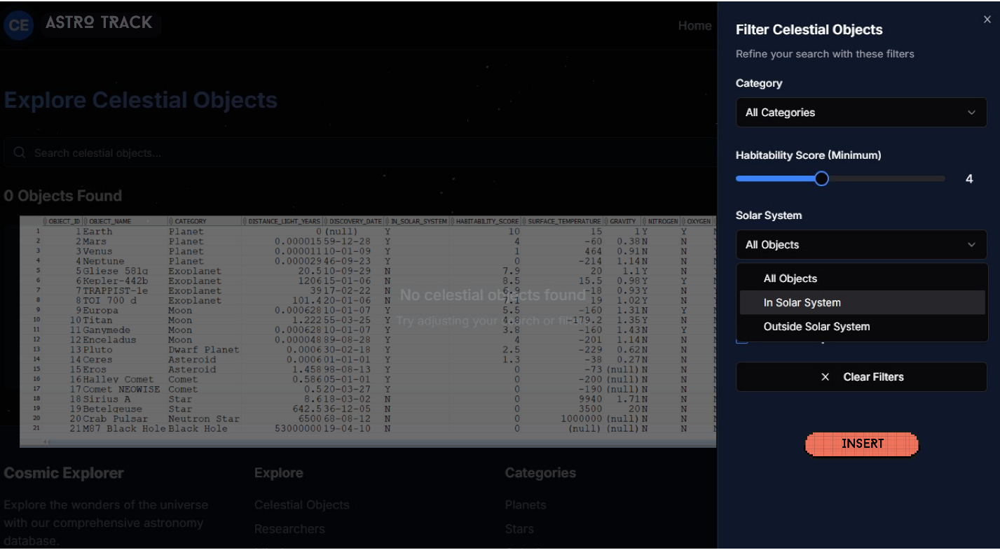 CE ASTRO TRACK
Home
Explore Celestial Objects
Search celestial objects...
0 Objects Found
OBJECT_ID OBJECT_NAME CATEGORY DISTANCE_LIGHT_YEARS DISCOVERY_DATE IN_SOLAR_SYSTEM HABITABILITY_SCORE SURFACE_TEMPERATURE GRAVITY NITROGEN OXYGEN
1 1 Earth Planet 0 (null) Y 10 15 1 Y Y
2 2 Mars Planet 0.000015 59-12-28 Y 4 -60 0.38 N N
3 3 Venus Planet 0.000011 10-01-09 Y 1 464 0.91 N N
4 4 Neptune Planet 0.000029 46-09-23 Y 0 -214 1.14 N N
5 5 Gliese 581g Exoplanet 20.5 10-09-29 N 7.9 20 1.1 Y N
6 6 Kepler-442b Exoplanet 1206 15-01-06 N 8.5 15.5 0.98 Y Y
7 7 TRAPPIST-1e Exoplanet 39 17-02-22 N 6.9 -18 0.93 Y N
8 8 TOI 700 d Exoplanet 101.4 20-01-06 N 7.1 19 1.02 Y N
9 9 Europa Moon 0.000628 10-01-07 Y 5.5 -160 1.31 N Y
10 10 Titan Moon 1.222 55-03-25 Y 4.8 -179.2 1.35 Y N
11 11 Ganymede Moon 0.000628 10-01-07 Y 3.8 -160 1.43 N Y
12 12 Enceladus Moon 0.000048 89-08-28 Y 4 -201 1.14 N N
13 13 Pluto Dwarf Planet 0.0006 30-02-18 Y 2.5 -229 0.62 N N
14 14 Ceres Asteroid 0.0006 01-01-01 Y 1.3 -38 0.27 N N
15 15 Eros Asteroid 1.458 98-08-13 Y 0 -73 (null) N N
16 16 Halley Comet Comet 0.586 05-01-01 Y 0 -200 (null) N N
17 17 Comet NEOWISE Comet 0.5 20-03-27 Y 0 -190 (null) N N
18 18 Sirius A Star 8.6 18-03-02 N 0 9940 1.71 N N
19 19 Betelgeuse Star 642.5 36-12-05 N 0 3500 20 N N
20 20 Crab Pulsar Neutron Star 6500 68-08-12 N 0 1000000 (null) N N
21 21 M87 Black Hole Black Hole 53000000 19-04-10 N 0 (null) (null) N N
No celestial objects found
Try adjusting your search or
Cosmic Explorer
Explore the wonders of the universe
with our comprehensive astronomy
database.
Explore
Celestial Objects
Researchers
Categories
Planets
Stars
Filter Celestial Objects
Refine your search with these filters
Category
All Categories
Habitability Score (Minimum)
4
Solar System
All Objects
All Objects
In Solar System
Outside Solar System
Clear Filters
INSERT